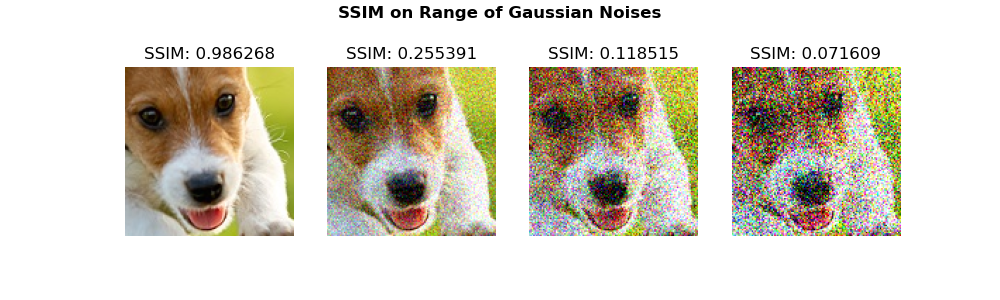 SSIM on Range of Gaussian Noises
SSIM: 0.986268
SSIM: 0.255391
SSIM: 0.118515
SSIM: 0.071609